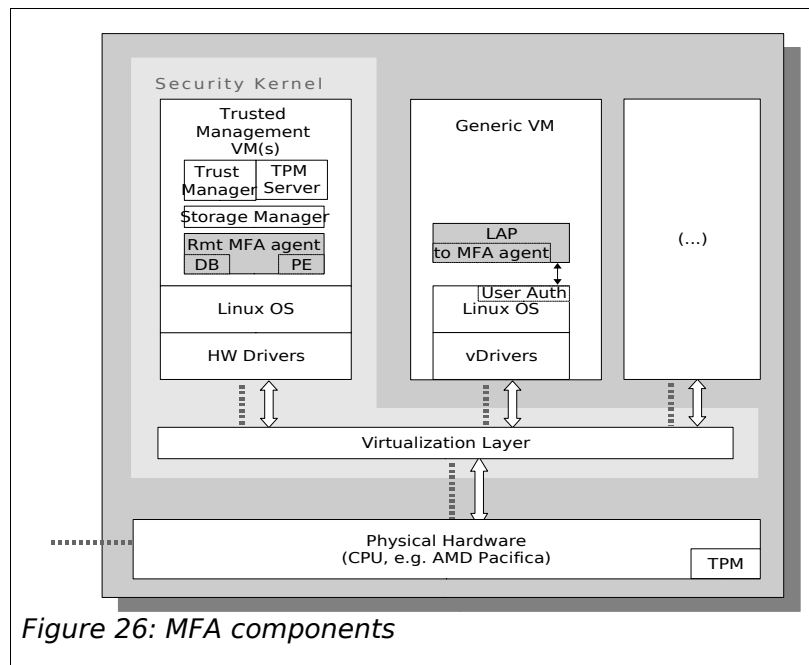 Security Kernel
Trusted
Management
VM(s)
Trust
Manager
TPM
Server
Storage Manager
Rmt MFA agent
DB
PE
Linux OS
HW Drivers
Generic VM
LAP
to MFA agent
User Auth
Linux OS
vDrivers
(...)
Virtualization Layer
Physical Hardware
(CPU, e.g. AMD Pacifica)
TPM
Figure 26: MFA components